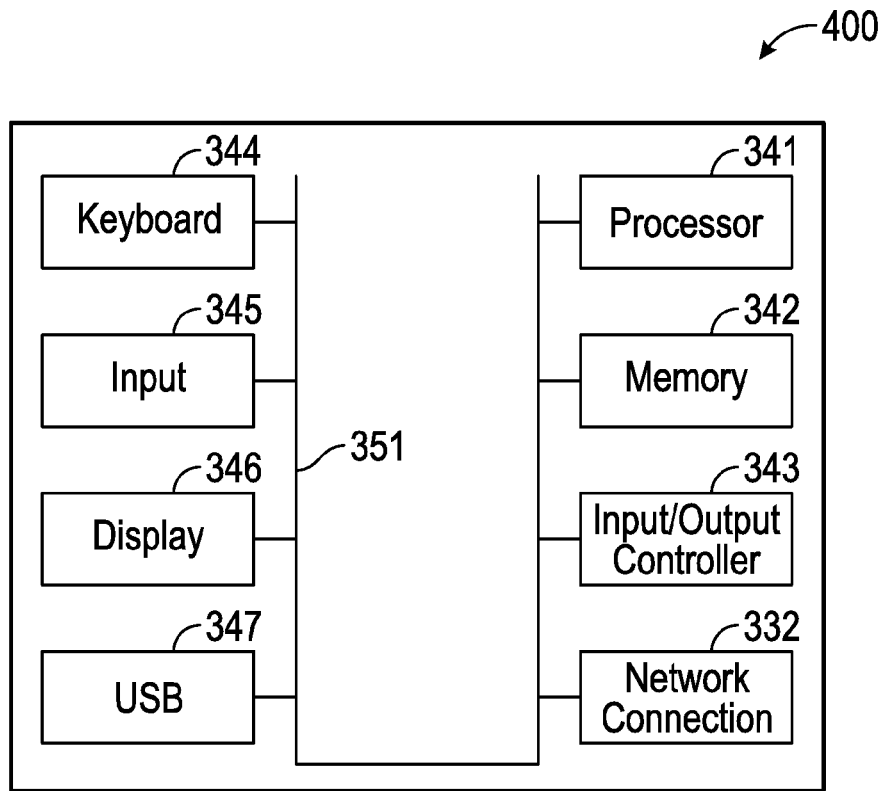 400
344
Keyboard
341
Processor
345
Input
342
Memory
351
346
Display
343
Input/Output
Controller
347
USB
332
Network
Connection